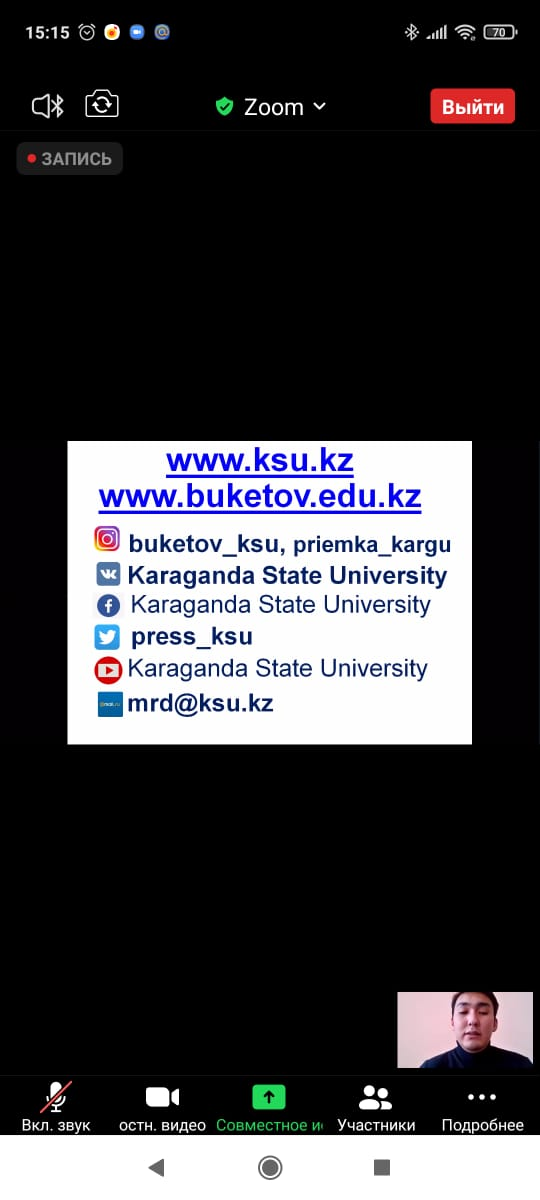 15:15
70
Zoom
Выйти
ЗАПИСЬ
www.ksu.kz
www.buketov.edu.kz
buketov_ksu, priemka_kargu
Karaganda State University
Karaganda State University
press_ksu
Karaganda State University
mrd@ksu.kz
Вкл. звук
остн. видео
Совместное ис
Участники
Подробнее